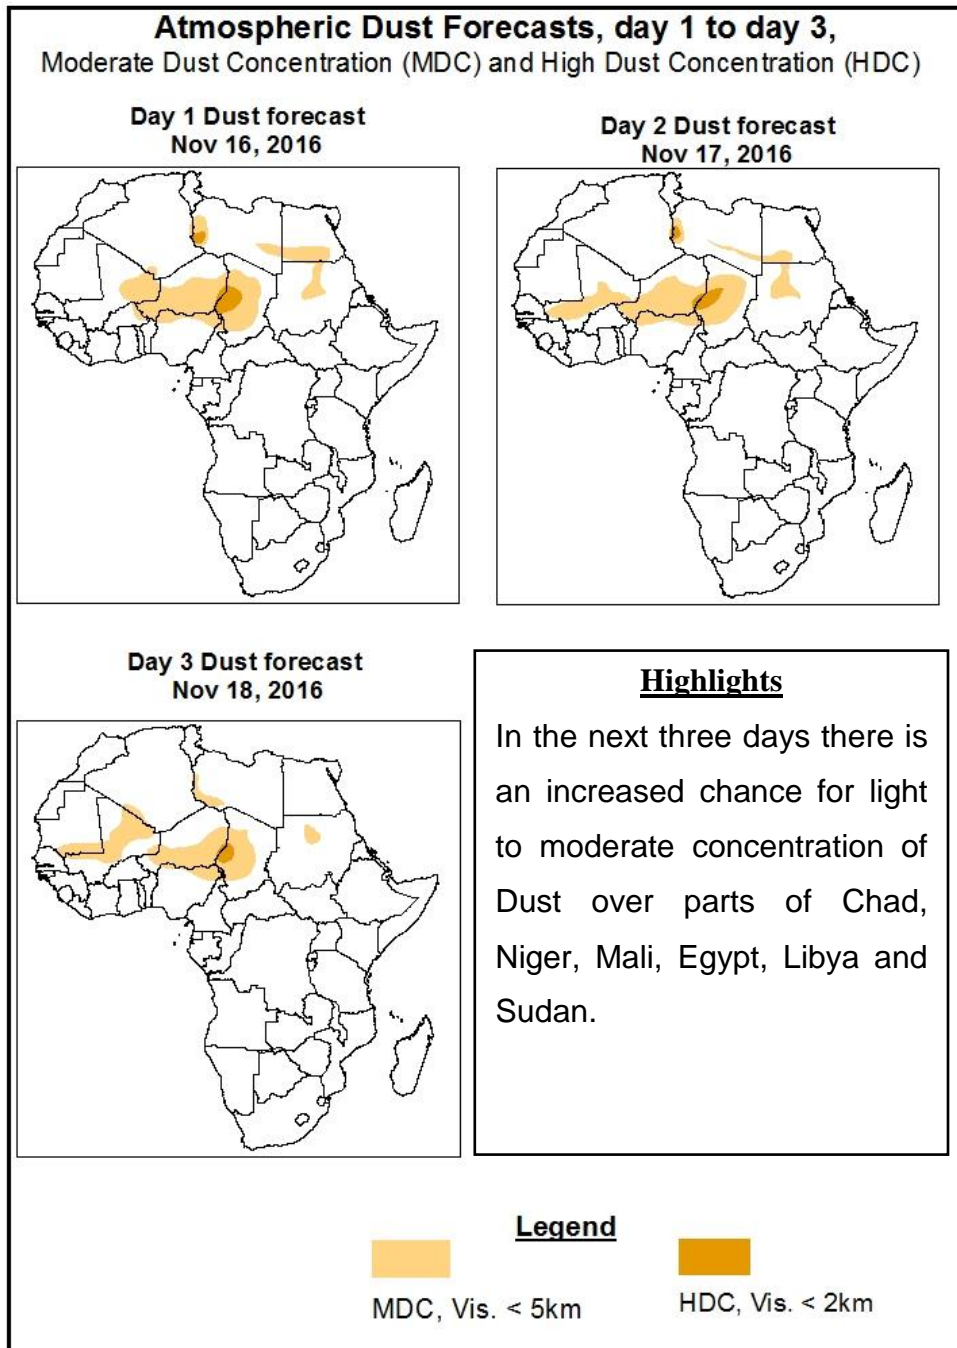 Atmospheric Dust Forecasts, day 1 to day 3,
Moderate Dust Concentration (MDC) and High Dust Concentration (HDC)
Day 1 Dust forecast
Nov 16, 2016
Day 2 Dust forecast
Nov 17, 2016
Day 3 Dust forecast
Nov 18, 2016
Highlights
In the next three days there is
an increased chance for light
to moderate concentration of
Dust over parts of Chad,
Niger, Mali, Egypt, Libya and
Sudan.
Legend
MDC, Vis. < 5km
HDC, Vis. < 2km